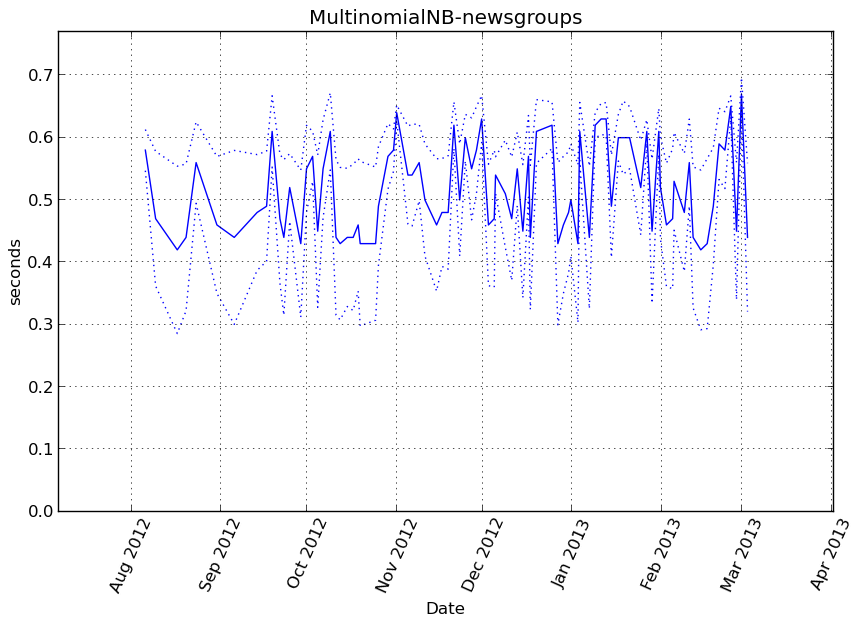 MultinomialNB-newsgroups
0.7
0.6
0.5
0.4
0.3
0.2
0.1
0.0
seconds
Aug 2012
Sep 2012
Oct 2012
Nov 2012
Dec 2012
Jan 2013
Feb 2013
Mar 2013
Apr 2013
Date